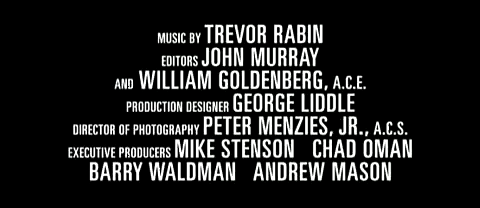 MUSIC BY TREVOR RABIN
EDITORS JOHN MURRAY
AND WILLIAM GOLDENBERG, A.C.E.
PRODUCTION DESIGNER GEORGE LIDDLE
DIRECTOR OF PHOTOGRAPHY PETER MENZIES, JR., A.C.S.
EXECUTIVE PRODUCERS MIKE STENSON CHAD OMAN
BARRY WALDMAN ANDREW MASON